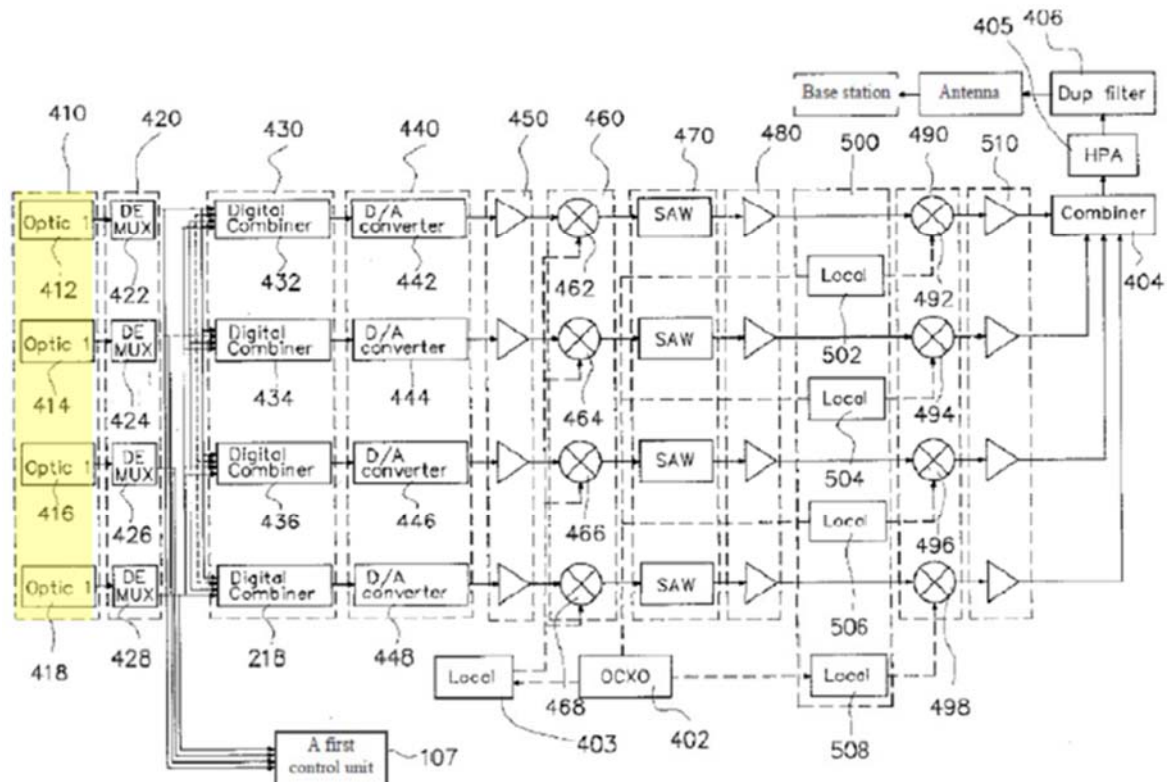 406
405
Base station
Antenna
Dup filter
410
420
430
440
450
460
470
480
500
490
510
HPA
Optic 1
DE
MUX
Digital
Combiner
D/A
converter
SAW
Combiner
412
422
432
442
462
Local
492
404
Optic 1
DE
MUX
Digital
Combiner
D/A
converter
SAW
502
414
424
434
444
464
Local
494
Optic 1
DE
MUX
Digital
Combiner
D/A
converter
SAW
504
416
426
436
446
466
Local
496
Optic 1
DE
MUX
Digital
Combiner
D/A
converter
SAW
506
418
428
218
448
Local
468
OCXO
Local
498
403
402
508
A first
control unit
107